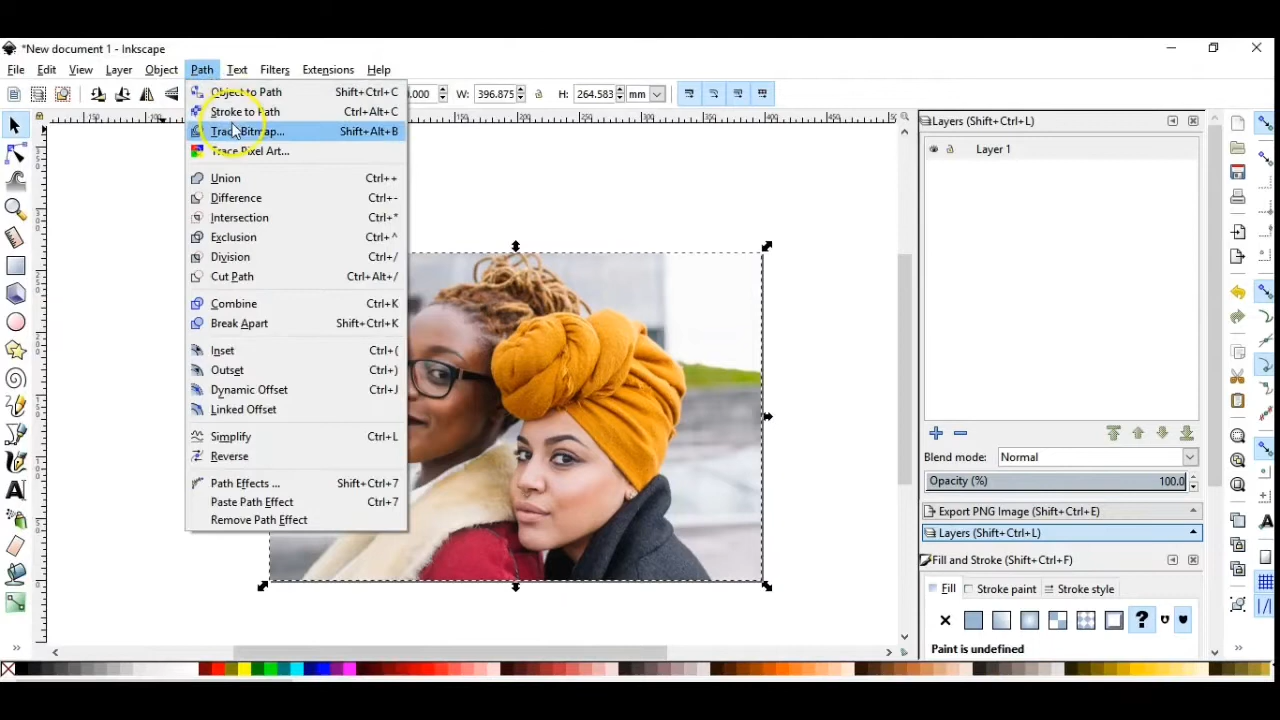 *New document 1 - Inkscape
File Edit View Layer Object Path Text Filters Extensions Help
.000 W: 396.875 H: 264.583 mm
Object to Path Shift+Ctrl+C
Stroke to Path Ctrl+Alt+C
Trace Bitmap... Shift+Alt+B
Trace Pixel Art...
Union Ctrl++
Difference Ctrl+-
Intersection Ctrl+*
Exclusion Ctrl+^
Division Ctrl+/
Cut Path Ctrl+Alt+/
Combine Ctrl+K
Break Apart Shift+Ctrl+K
Inset Ctrl+(
Outset Ctrl+)
Dynamic Offset Ctrl+J
Linked Offset
Simplify Ctrl+L
Reverse
Path Effects ... Shift+Ctrl+7
Paste Path Effect Ctrl+7
Remove Path Effect
Layers (Shift+Ctrl+L)
Layer 1
Blend mode: Normal
Opacity (%) 100.0
Export PNG Image (Shift+Ctrl+E)
Layers (Shift+Ctrl+L)
Fill and Stroke (Shift+Ctrl+F)
Fill Stroke paint Stroke style
Paint is undefined